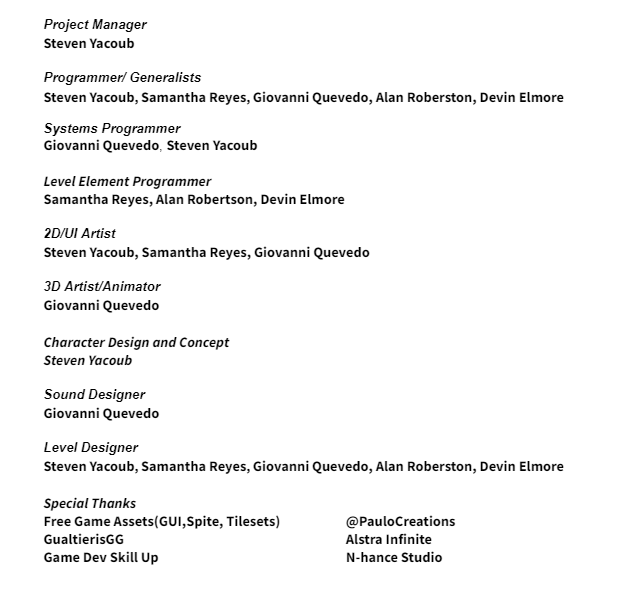 Project Manager
Steven Yacoub
Programmer/ Generalists
Steven Yacoub, Samantha Reyes, Giovanni Quevedo, Alan Roberston, Devin Elmore
Systems Programmer
Giovanni Quevedo, Steven Yacoub
Level Element Programmer
Samantha Reyes, Alan Robertson, Devin Elmore
2D/UI Artist
Steven Yacoub, Samantha Reyes, Giovanni Quevedo
3D Artist/Animator
Giovanni Quevedo
Character Design and Concept
Steven Yacoub
Sound Designer
Giovanni Quevedo
Level Designer
Steven Yacoub, Samantha Reyes, Giovanni Quevedo, Alan Roberston, Devin Elmore
Special Thanks
Free Game Assets(GUI,Spite, Tilesets) @PauloCreations
GualtierisGG Alstra Infinite
Game Dev Skill Up N-hance Studio